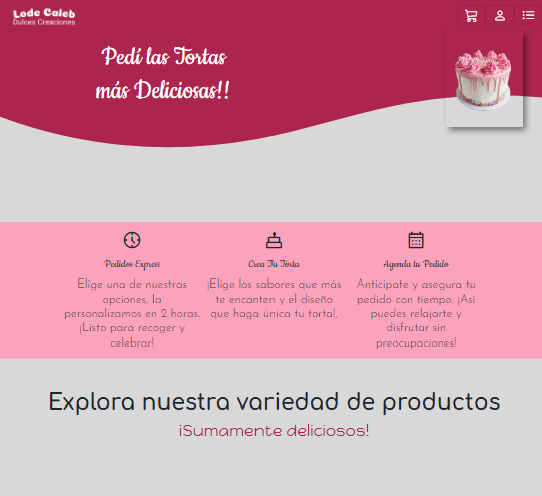 Lode Caleb
Dulces Creaciones
Pedí las Tortas
más Deliciosas!!
Pedidos Express
Elige una de nuestras
opciones, la
personalizamos en 2 horas.
¡Listo para recoger y
celebrar!
Crea Tú Torta
¡Elige los sabores que más
te encanten y el diseño
que haga única tu torta!,
Agenda tu Pedido
Anticipate y asegura tu
pedido con tiempo. ¡Así
puedes relajarte y
disfrutar sin
preocupaciones!
Explora nuestra variedad de productos
¡Sumamente deliciosos!